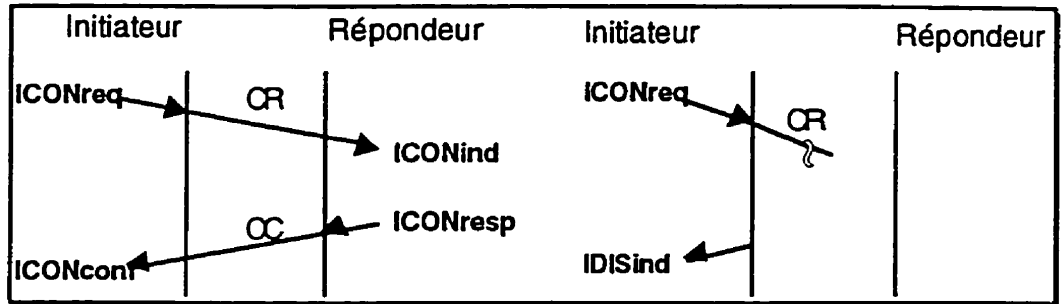 Initiateur
Répondeur
ICONreq
CR
ICONind
CC
ICONresp
ICONconf
Initiateur
Répondeur
ICONreq
CR
IDISind